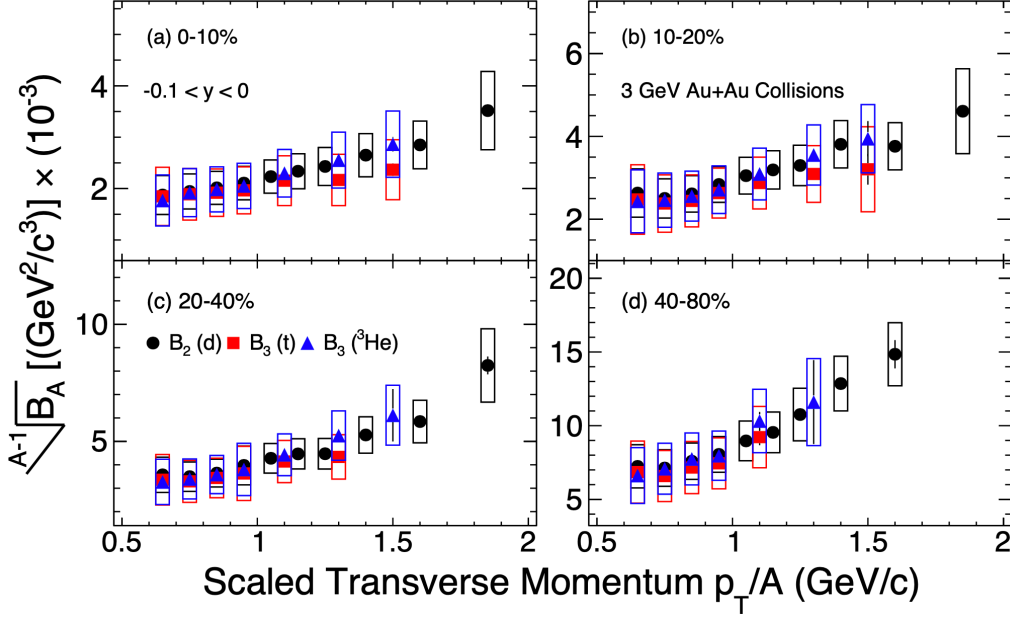 (a) 0-10%
-0.1 < y < 0
4
2
(b) 10-20%
3 GeV Au+Au Collisions
6
4
2
(c) 20-40%
B₂ (d) B₃ (t) B₃ (³He)
10
5
(d) 40-80%
20
15
10
5
0.5 1 1.5 2
0.5 1 1.5 2
ᴬ⁻¹√B_A [(GeV²/c³)] × (10⁻³)
Scaled Transverse Momentum p_T/A (GeV/c)